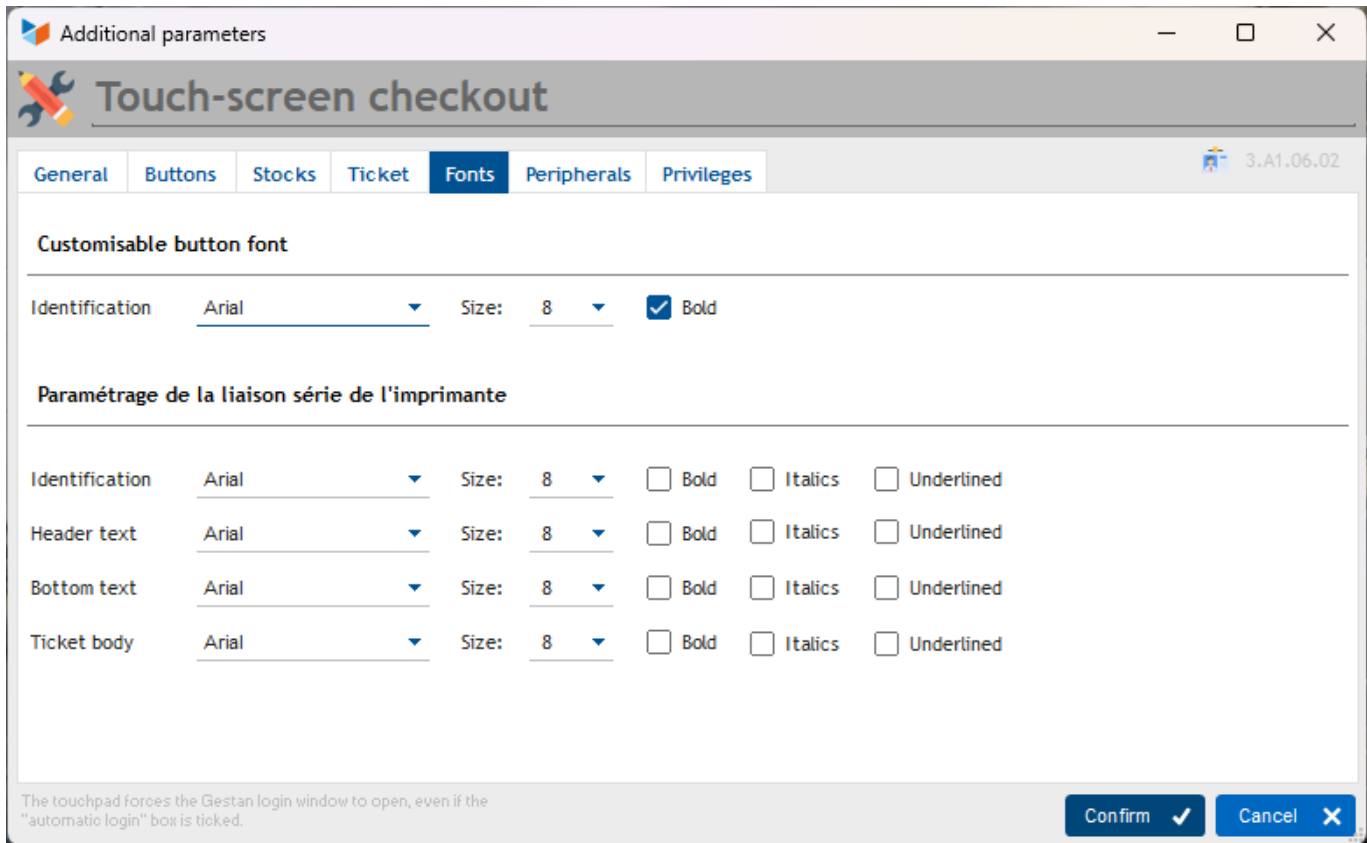 Additional parameters
Touch-screen checkout
General Buttons Stocks Ticket Fonts Peripherals Privileges 3.A1.06.02
Customisable button font
Identification Arial Size: 8 Bold
Paramétrage de la liaison série de l'imprimante
Identification Arial Size: 8 Bold Italics Underlined
Header text Arial Size: 8 Bold Italics Underlined
Bottom text Arial Size: 8 Bold Italics Underlined
Ticket body Arial Size: 8 Bold Italics Underlined
The touchpad forces the Gestan login window to open, even if the
"automatic login" box is ticked.
Confirm Cancel